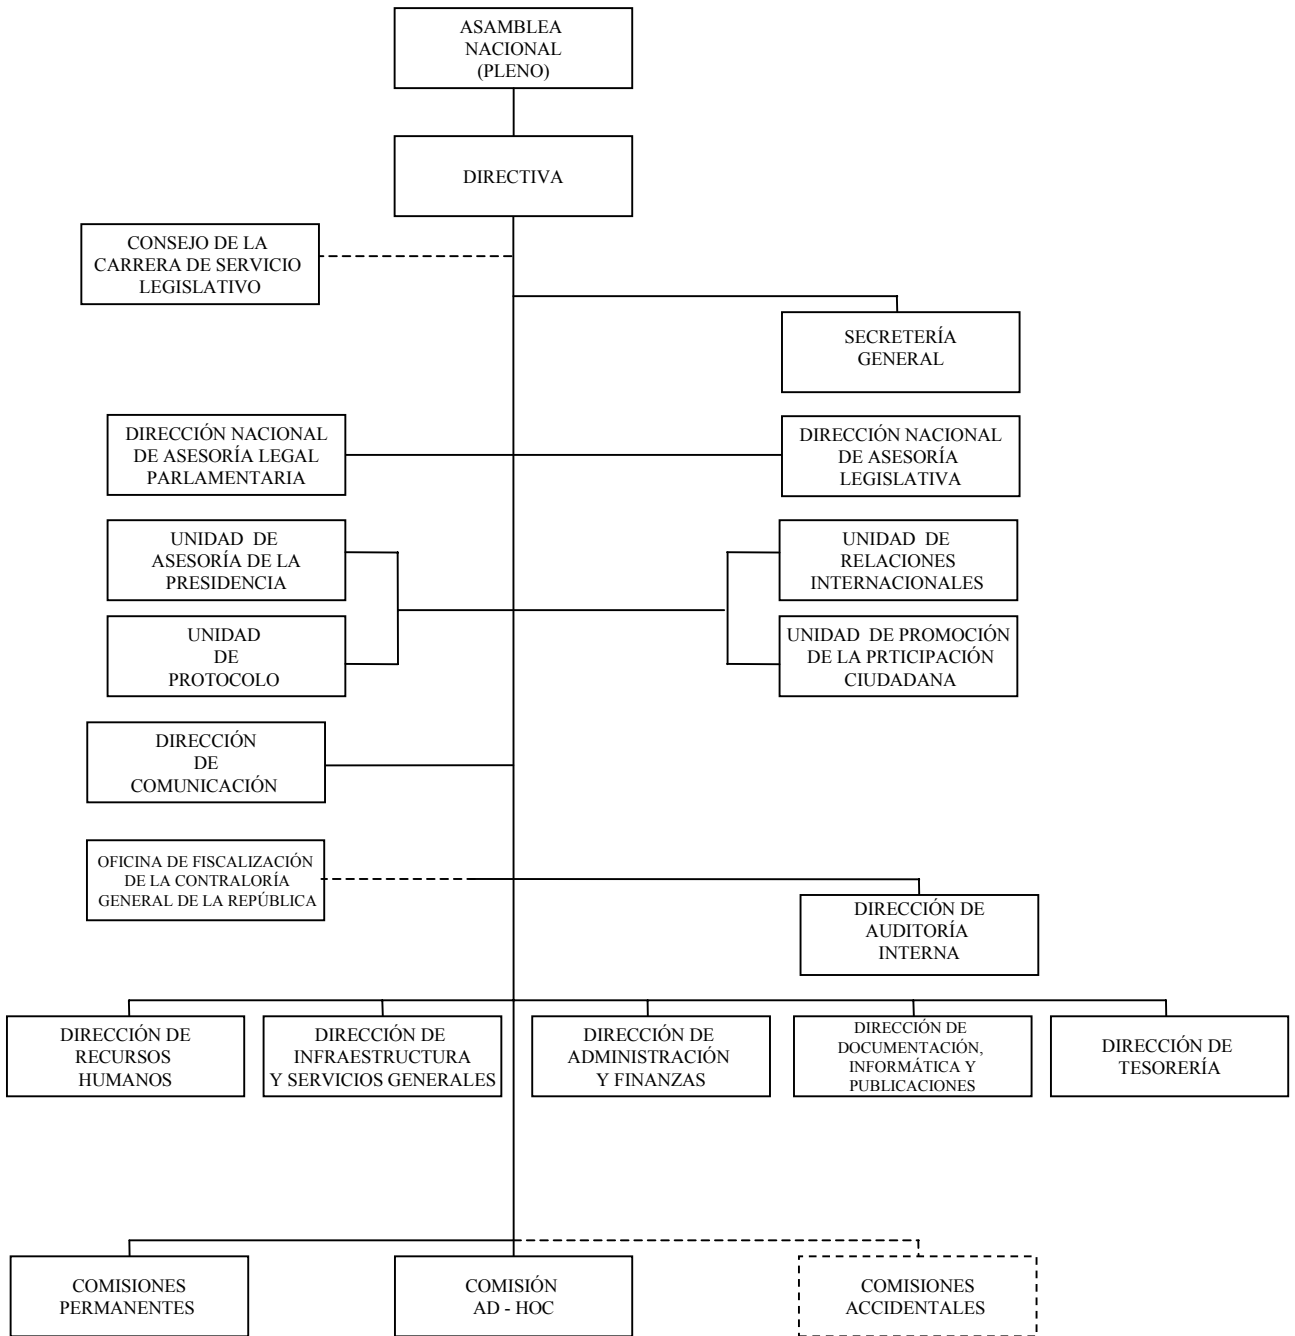 ASAMBLEA
NACIONAL
(PLENO)
DIRECTIVA
CONSEJO DE LA
CARRERA DE SERVICIO
LEGISLATIVO
SECRETERÍA
GENERAL
DIRECCIÓN NACIONAL
DE ASESORÍA LEGAL
PARLAMENTARIA
DIRECCIÓN NACIONAL
DE ASESORÍA
LEGISLATIVA
UNIDAD DE
ASESORÍA DE LA
PRESIDENCIA
UNIDAD DE
RELACIONES
INTERNACIONALES
UNIDAD
DE
PROTOCOLO
UNIDAD DE PROMOCIÓN
DE LA PRTICIPACIÓN
CIUDADANA
DIRECCIÓN
DE
COMUNICACIÓN
OFICINA DE FISCALIZACIÓN
DE LA CONTRALORÍA
GENERAL DE LA REPÚBLICA
DIRECCIÓN DE
AUDITORÍA
INTERNA
DIRECCIÓN DE
RECURSOS
HUMANOS
DIRECCIÓN DE
INFRAESTRUCTURA
Y SERVICIOS GENERALES
DIRECCIÓN DE
ADMINISTRACIÓN
Y FINANZAS
DIRECCIÓN DE
DOCUMENTACIÓN,
INFORMÁTICA Y
PUBLICACIONES
DIRECCIÓN DE
TESORERÍA
COMISIONES
PERMANENTES
COMISIÓN
AD - HOC
COMISIONES
ACCIDENTALES